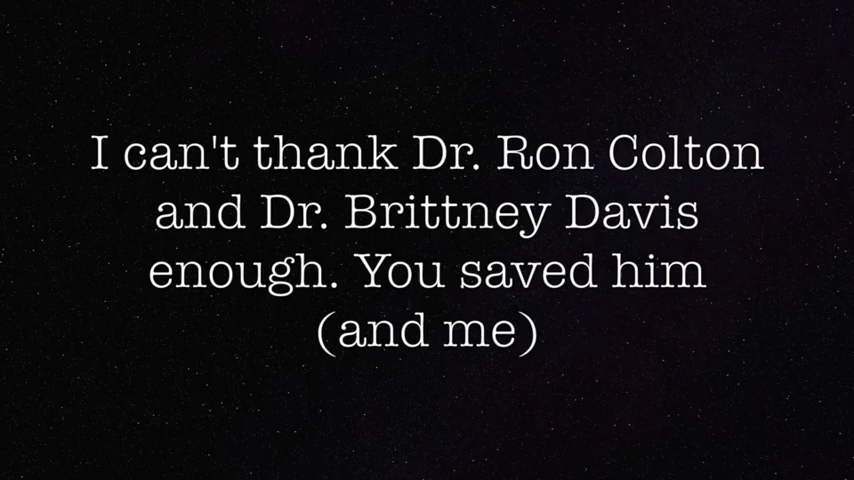 I can't thank Dr. Ron Colton
and Dr. Brittney Davis
enough. You saved him
(and me)